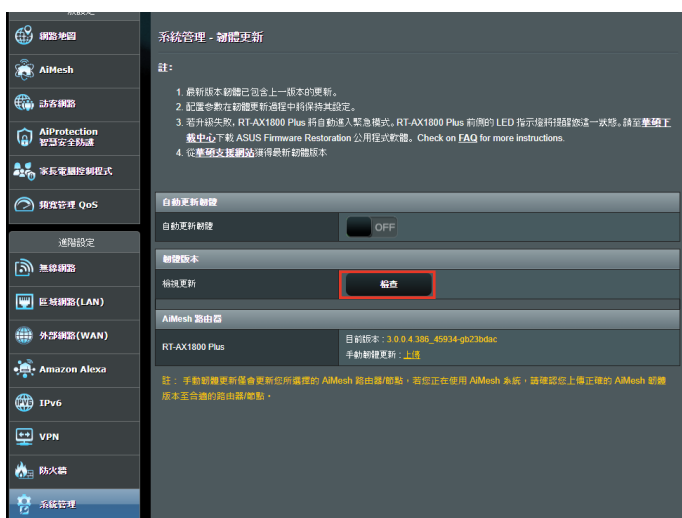 網路地圖
AiMesh
訪客網路
AiProtection
智慧安全防護
家長電腦控制程式
頻寬管理 QoS
進階設定
無線網路
區域網路(LAN)
外部網路(WAN)
Amazon Alexa
IPv6
VPN
防火牆
系統管理
系統管理 - 韌體更新
註:
1. 最新版本韌體已包含上一版本的更新。
2. 配置參數在韌體更新過程中將保持其設定。
3. 若升級失敗, RT-AX1800 Plus 將自動進入緊急模式。RT-AX1800 Plus 前側的 LED 指示燈將提醒您這一狀態。請至華碩下
載中心下載 ASUS Firmware Restoration 公用程式軟體。Check on FAQ for more instructions.
4. 從華碩支援網站獲得最新韌體版本
自動更新韌體
自動更新韌體
OFF
韌體版本
檢視更新
檢查
AiMesh 路由器
RT-AX1800 Plus
目前版本 : 3.0.0.4.386_45934-gb23bdac
手動韌體更新 : 上傳
註 : 手動韌體更新僅會更新您所選擇的 AiMesh 路由器/節點，若您正在使用 AiMesh 系統，請確認您上傳正確的 AiMesh 韌體
版本至合適的路由器/節點。